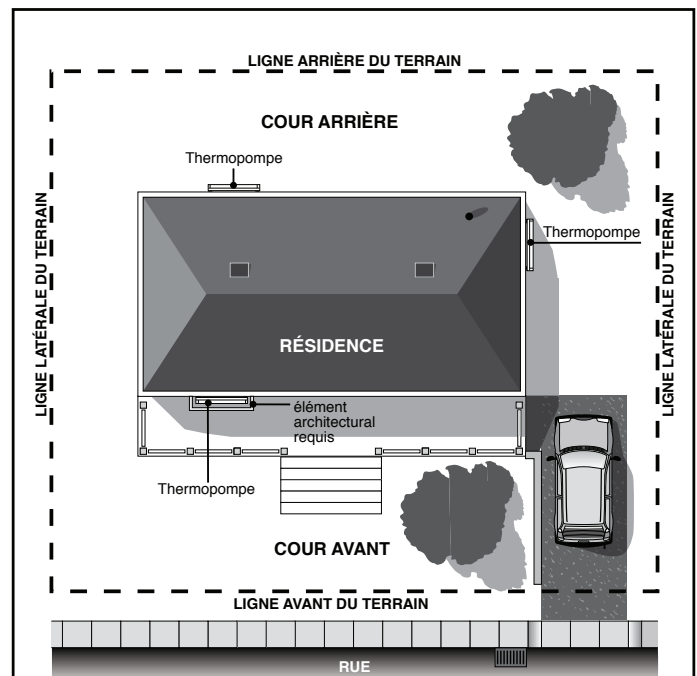 LIGNE ARRIÈRE DU TERRAIN
COUR ARRIÈRE
Thermopompe
LIGNE LATÉRALE DU TERRAIN
Thermopompe
LIGNE LATÉRALE DU TERRAIN
RÉSIDENCE
élément
architectural
requis
Thermopompe
COUR AVANT
LIGNE AVANT DU TERRAIN
RUE